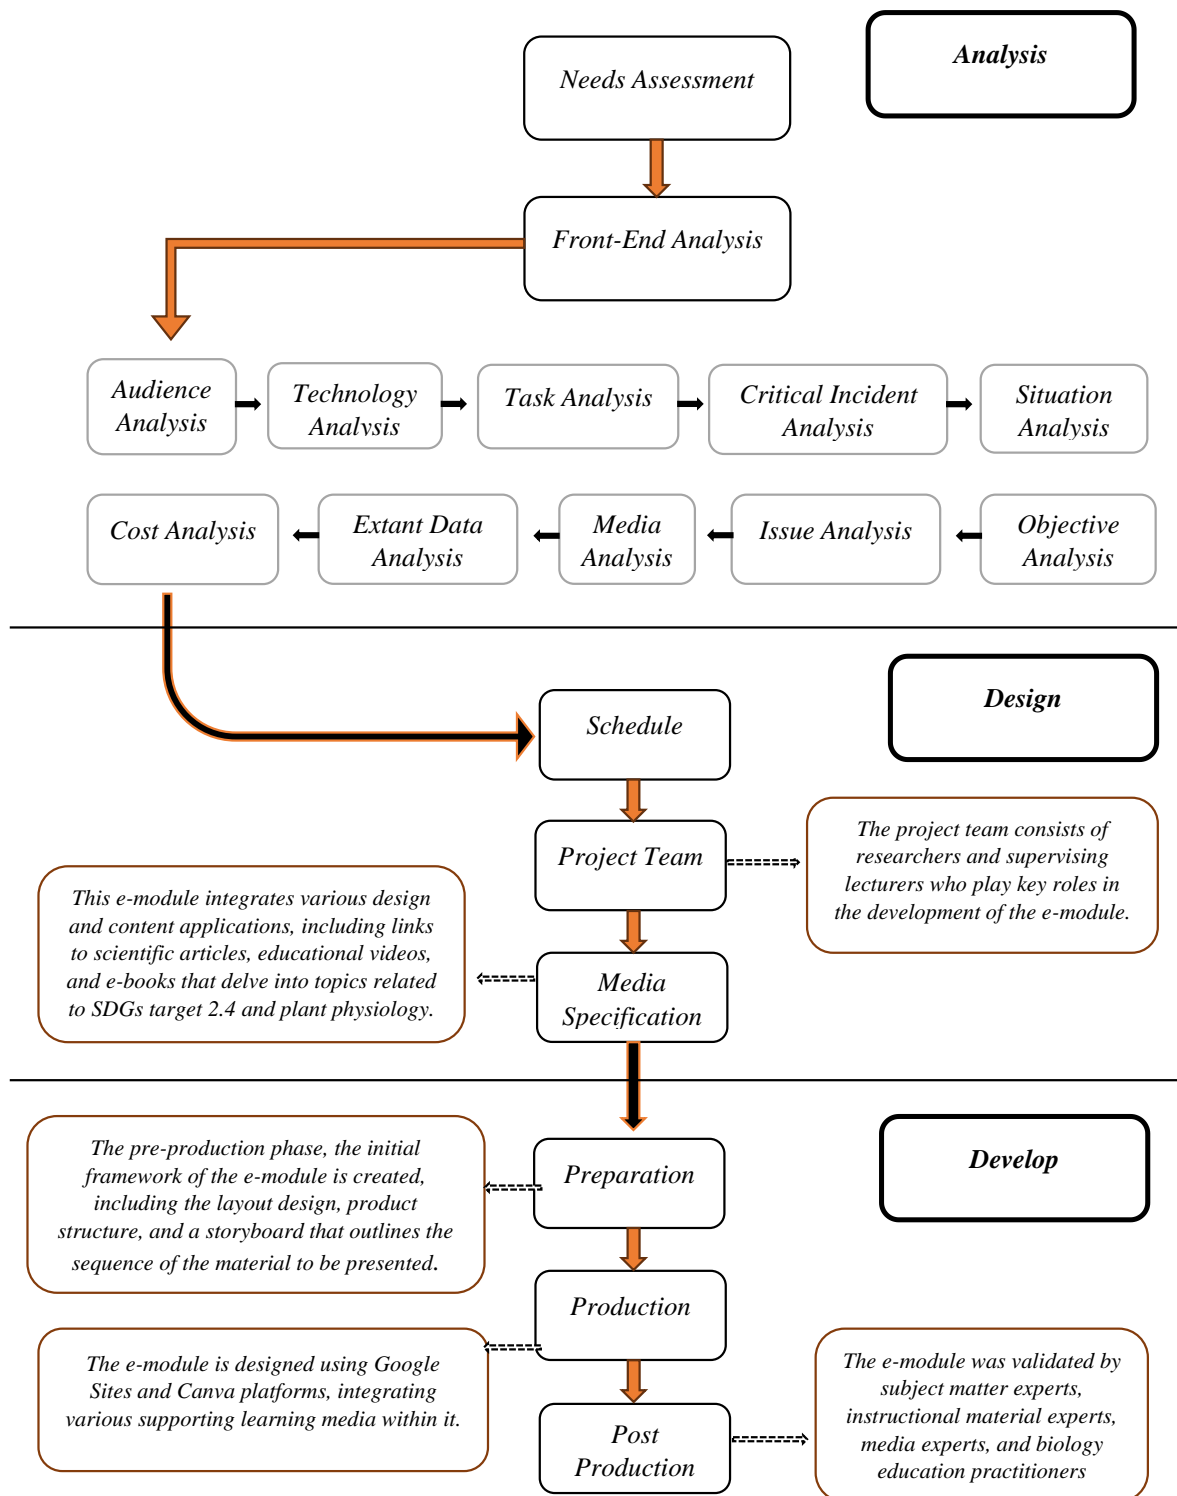 Analysis
Needs Assessment
Front-End Analysis
Audience
Analysis
Technology
Analysis
Task Analysis
Critical Incident
Analysis
Situation
Analysis
Cost Analysis
Extant Data
Analysis
Media
Analysis
Issue Analysis
Objective
Analysis
Design
Schedule
Project Team
The project team consists of
researchers and supervising
lecturers who play key roles in
the development of the e-module.
This e-module integrates various design
and content applications, including links
to scientific articles, educational videos,
and e-books that delve into topics related
to SDGs target 2.4 and plant physiology.
Media
Specification
Develop
The pre-production phase, the initial
framework of the e-module is created,
including the layout design, product
structure, and a storyboard that outlines the
sequence of the material to be presented.
Preparation
Production
The e-module is designed using Google
Sites and Canva platforms, integrating
various supporting learning media within it.
Post
Production
The e-module was validated by
subject matter experts,
instructional material experts,
media experts, and biology
education practitioners